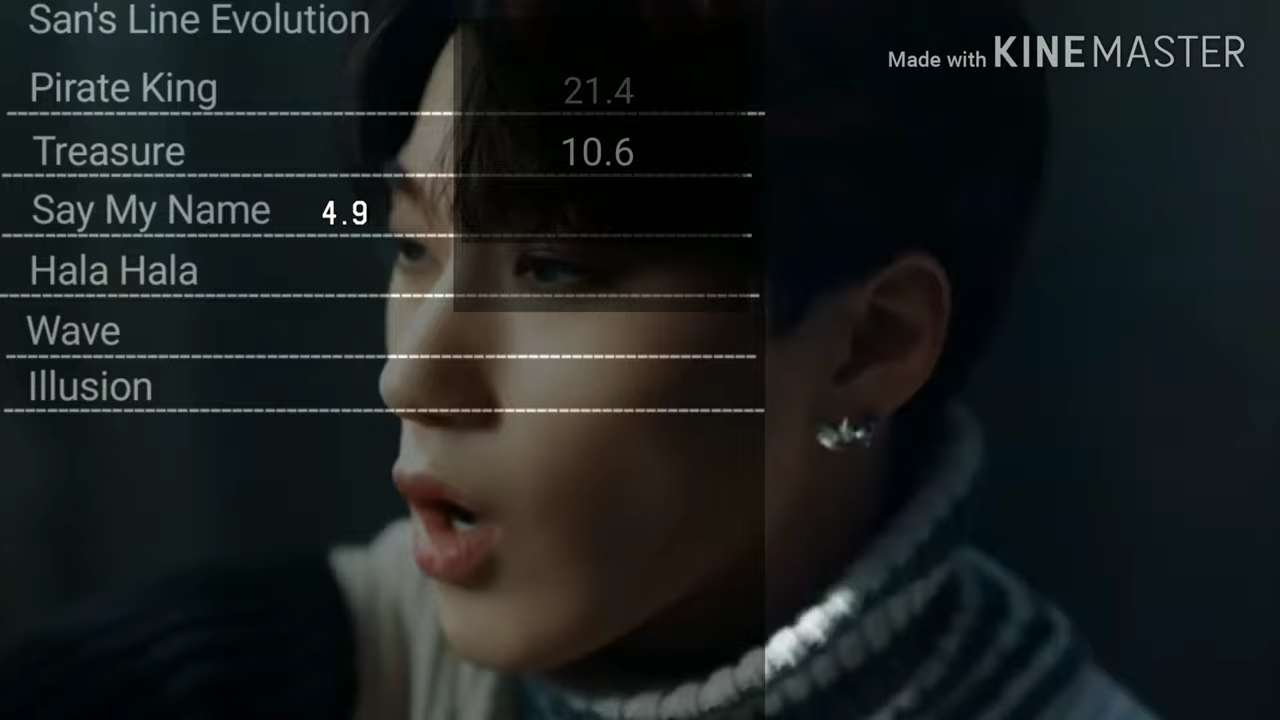 San's Line Evolution
Made with KINEMASTER
Pirate King 21.4
Treasure 10.6
Say My Name 4.9
Hala Hala
Wave
Illusion